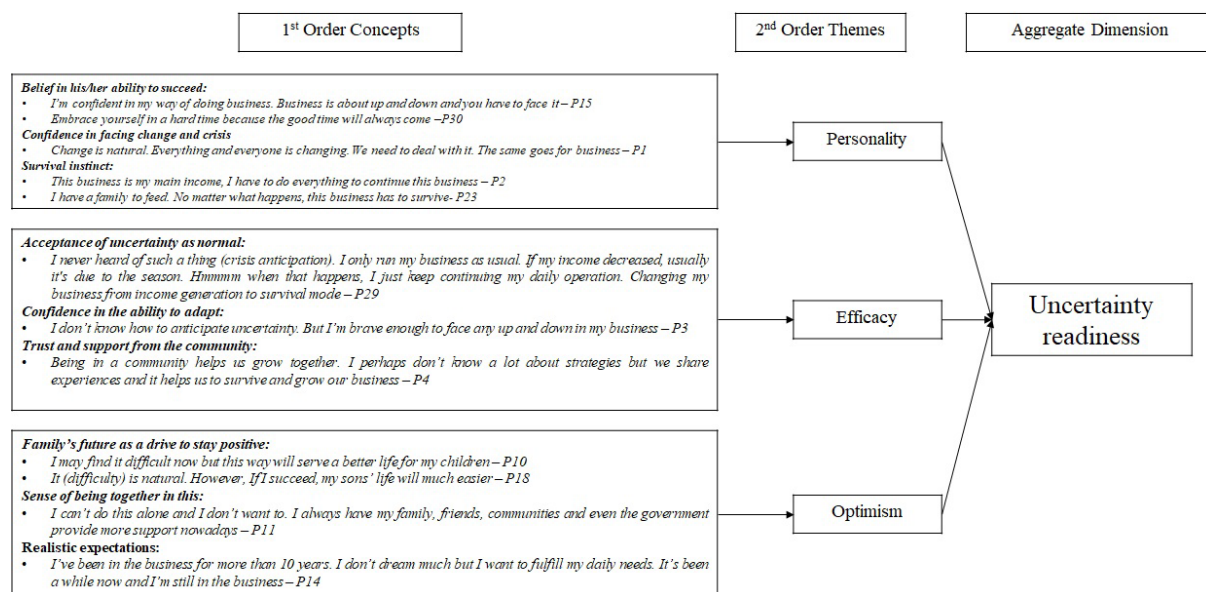 1st Order Concepts
2nd Order Themes
Aggregate Dimension
Belief in his/her ability to succeed:
• I'm confident in my way of doing business. Business is about up and down and you have to face it – P15
• Embrace yourself in a hard time because the good time will always come –P30
Confidence in facing change and crisis
• Change is natural. Everything and everyone is changing. We need to deal with it. The same goes for business – P1
Survival instinct:
• This business is my main income, I have to do everything to continue this business – P2
• I have a family to feed. No matter what happens, this business has to survive- P23
Personality
Acceptance of uncertainty as normal:
• I never heard of such a thing (crisis anticipation). I only run my business as usual. If my income decreased, usually
it's due to the season. Hmmmm when that happens, I just keep continuing my daily operation. Changing my
business from income generation to survival mode – P29
Confidence in the ability to adapt:
• I don't know how to anticipate uncertainty. But I'm brave enough to face any up and down in my business – P3
Trust and support from the community:
• Being in a community helps us grow together. I perhaps don't know a lot about strategies but we share
experiences and it helps us to survive and grow our business – P4
Efficacy
Uncertainty
readiness
Family's future as a drive to stay positive:
• I may find it difficult now but this way will serve a better life for my children – P10
• It (difficulty) is natural. However, If I succeed, my sons' life will much easier – P18
Sense of being together in this:
• I can't do this alone and I don't want to. I always have my family, friends, communities and even the government
provide more support nowadays – P11
Realistic expectations:
• I've been in the business for more than 10 years. I don't dream much but I want to fulfill my daily needs. It's been
a while now and I'm still in the business – P14
Optimism